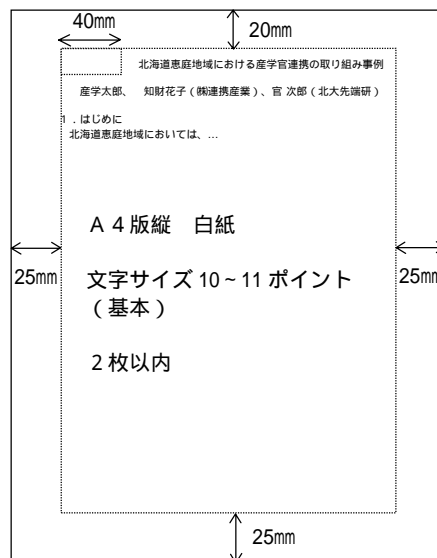 40mm
20mm
北海道恵庭地域における産学官連携の取り組み事例
産学太郎、 知財花子(㈱連携産業)、官 次郎(北大先端研)
1.はじめに
北海道恵庭地域においては、…
A4版縦 白紙
25mm
文字サイズ10~11ポイント
25mm
(基本)
2枚以内
25mm